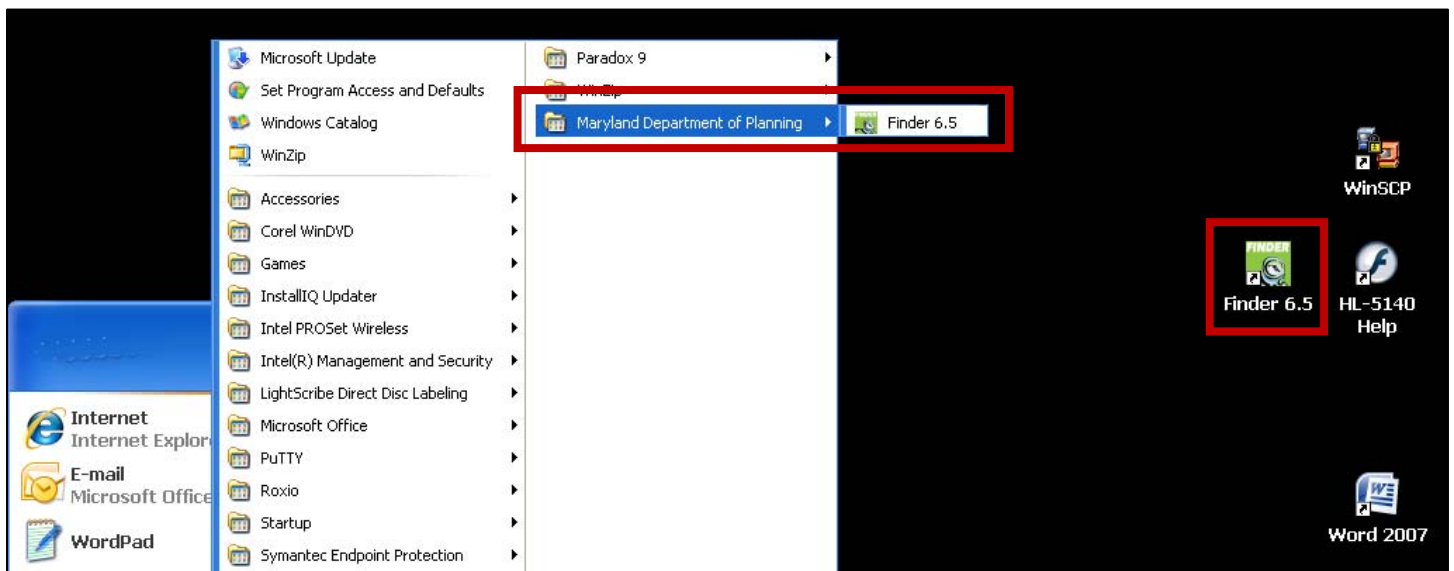 Microsoft Update
Set Program Access and Defaults
Windows Catalog
WinZip
Accessories
Corel WinDVD
Games
InstallIQ Updater
Intel PROSet Wireless
Intel(R) Management and Security
LightScribe Direct Disc Labeling
Microsoft Office
PuTTY
Roxio
Startup
Symantec Endpoint Protection
Paradox 9
WinZip
Maryland Department of Planning
Finder 6.5
Internet
Internet Explor
E-mail
Microsoft Office
WordPad
WinSCP
FINDER
Finder 6.5
HL-5140
Help
Word 2007